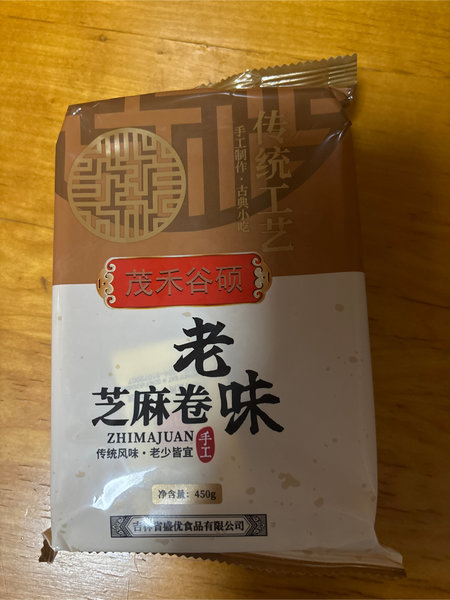 传统工艺
手工制作·古典小吃
茂禾谷硕
老味
芝麻卷
ZHIMAJUAN
手工
传统风味·老少皆宜
净含量：450g
吉林省盛优食品有限公司